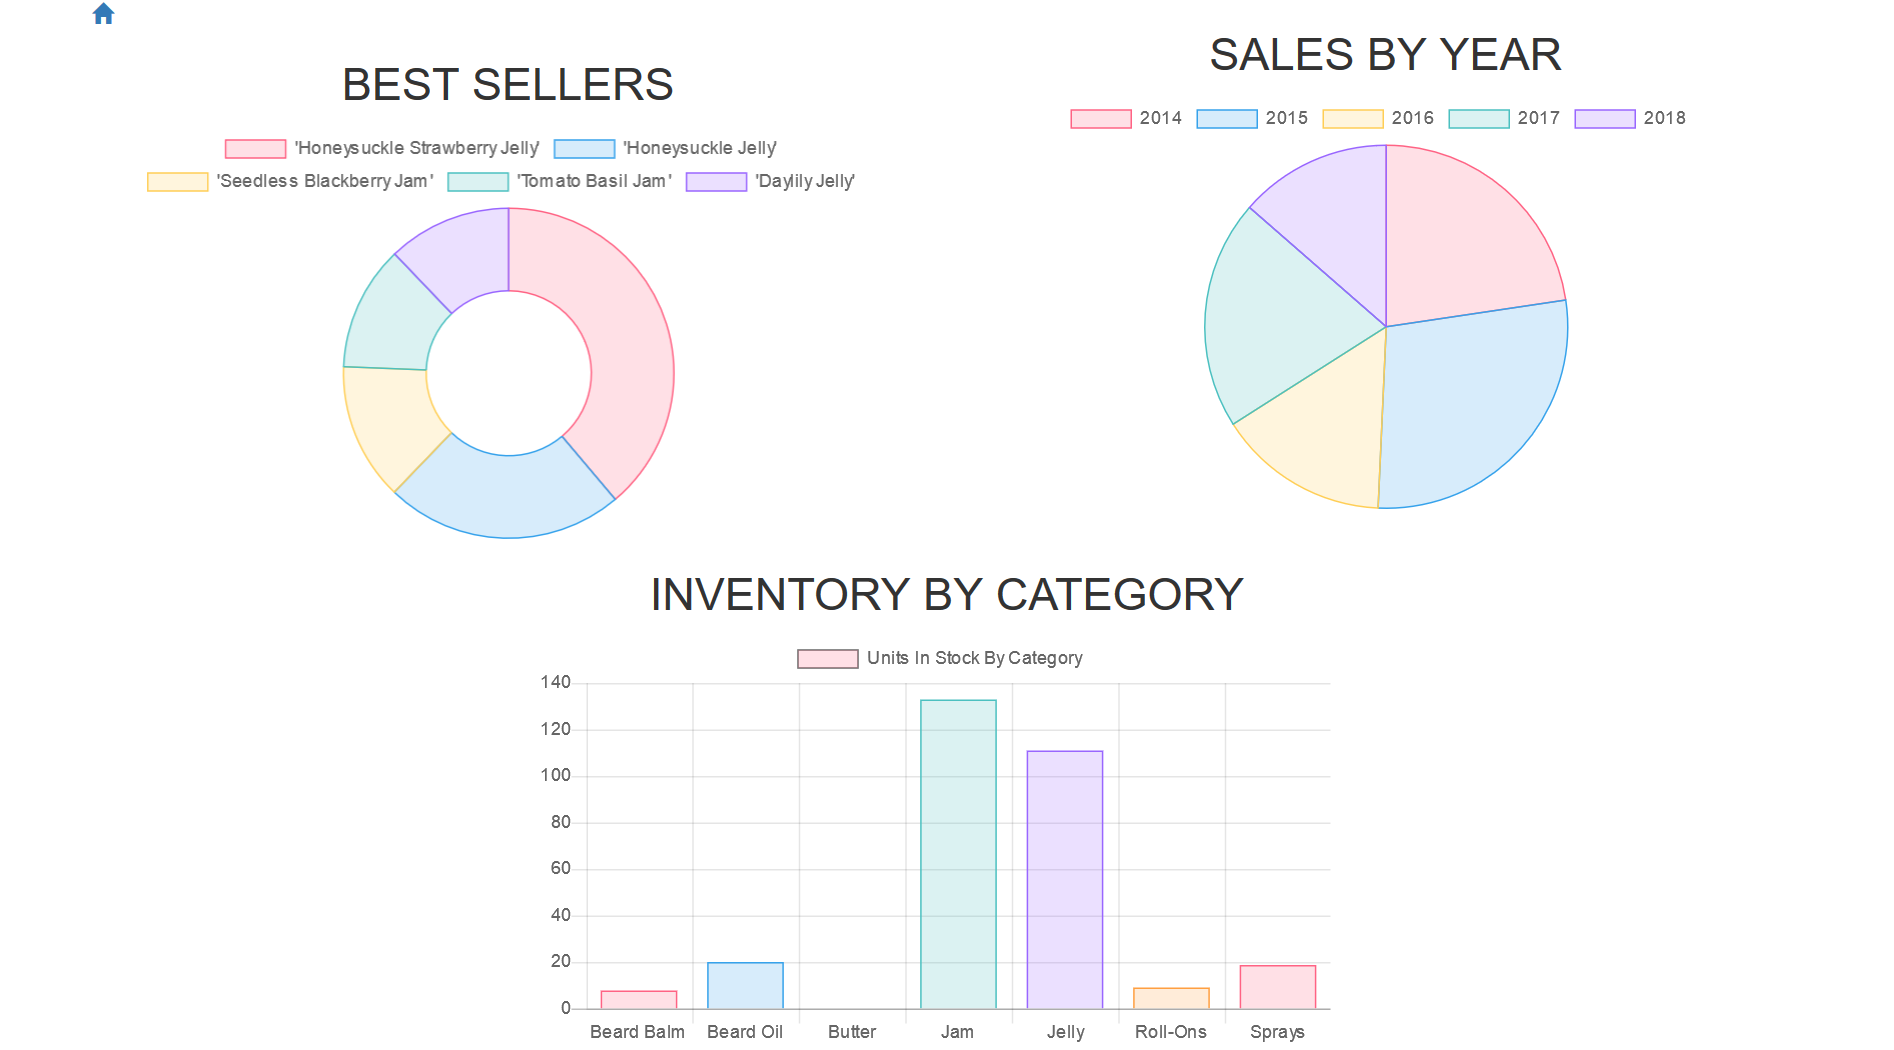 BEST SELLERS
'Honeysuckle Strawberry Jelly' 'Honeysuckle Jelly'
'Seedless Blackberry Jam' 'Tomato Basil Jam' 'Daylily Jelly'
SALES BY YEAR
2014 2015 2016 2017 2018
INVENTORY BY CATEGORY
Units In Stock By Category
140
120
100
80
60
40
20
0
Beard Balm Beard Oil Butter Jam Jelly Roll-Ons Sprays